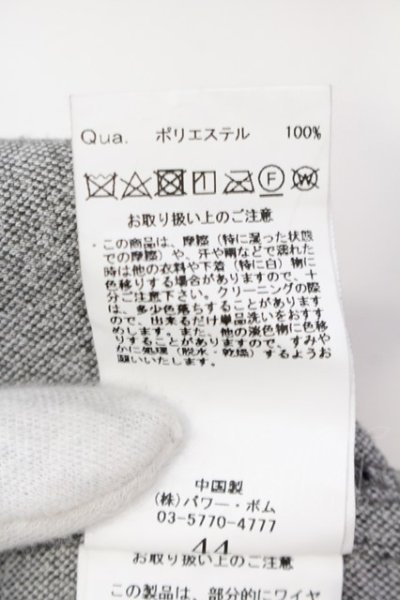 Qua. ポリエステル 100%
F W
お取り扱い上のご注意
・この商品は、摩擦(特に湿った状態
での摩擦)や、汗や雨などで濡れた
時は他の衣料や下着(特に白)物に
色移りする場合がありますので、十
分ご注意下さい。クリーニングの際
は、多少色落ちすることがあります
ので、出来るだけ単品洗いをおすす
めします。また、他の淡色物に色移
りすることがありますので、すみや
かに処理(脱水・乾燥)するようお
願いいたします。
中国製
(株)パワー・ボム
03-5770-4777
44
お取り扱い上のご注意
この製品は、部分的にワイヤ